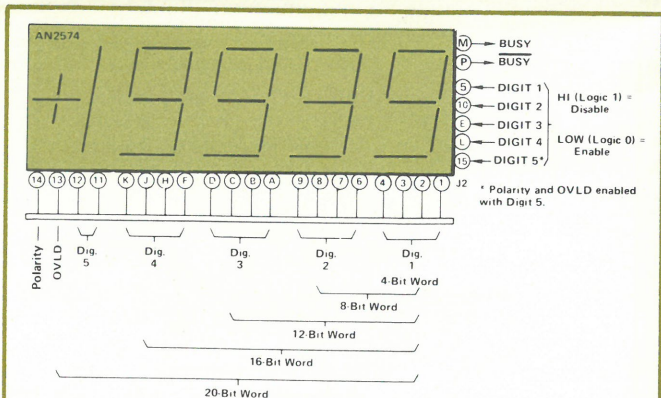 AN2574
+19999
M BUSY
P BUSY
5 DIGIT 1
10 DIGIT 2
E DIGIT 3
L DIGIT 4
15 DIGIT 5*
HI (Logic 1) =
Disable
LOW (Logic 0) =
Enable
J2
* Polarity and OVLD enabled
with Digit 5.
14 13 12 11 K J H F D C B A 9 8 7 6 4 3 2 1
Polarity
OVLD
Dig.
5
Dig.
4
Dig.
3
Dig.
2
Dig.
1
4-Bit Word
8-Bit Word
12-Bit Word
16-Bit Word
20-Bit Word